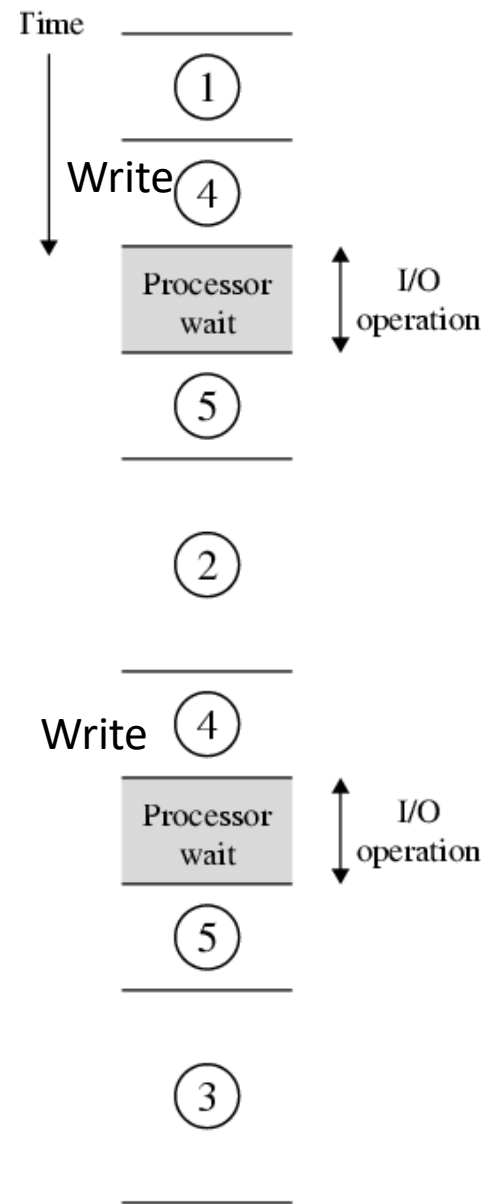 Time
1
Write 4
Processor
wait
I/O
operation
5
2
Write 4
Processor
wait
I/O
operation
5
3